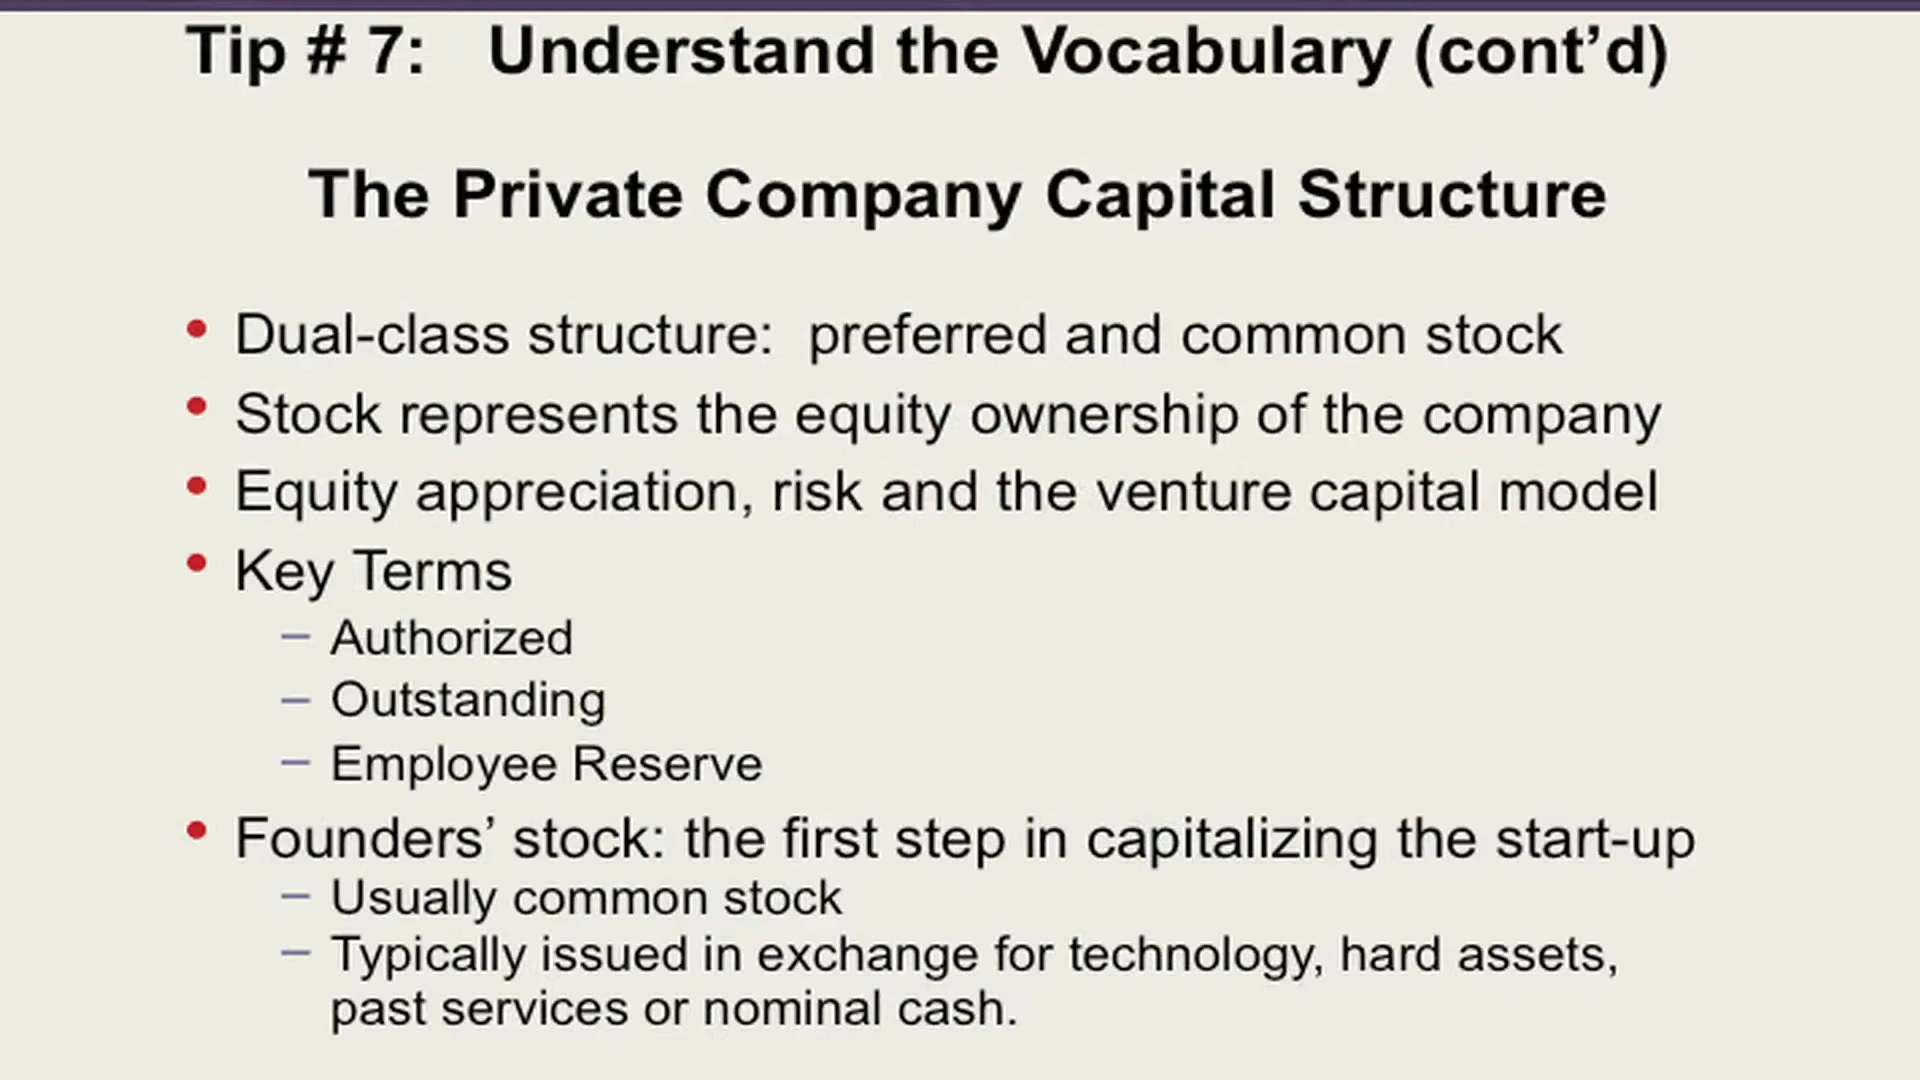 Tip # 7: Understand the Vocabulary (cont’d)
The Private Company Capital Structure
• Dual-class structure: preferred and common stock
• Stock represents the equity ownership of the company
• Equity appreciation, risk and the venture capital model
• Key Terms
– Authorized
– Outstanding
– Employee Reserve
• Founders’ stock: the first step in capitalizing the start-up
– Usually common stock
– Typically issued in exchange for technology, hard assets,
past services or nominal cash.